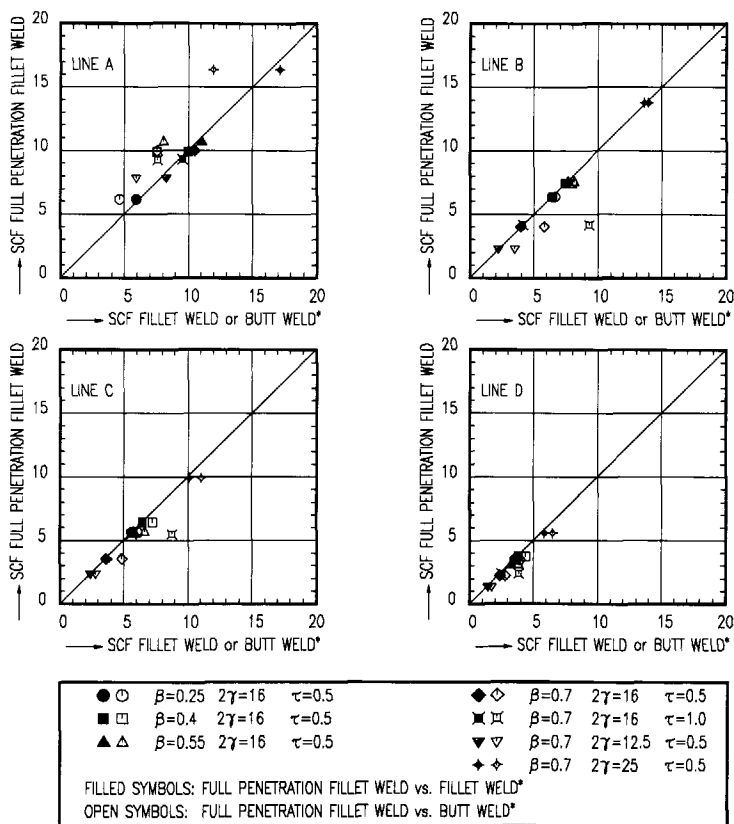 LINE A
20
15
10
5
0
0 5 10 15 20
SCF FULL PENETRATION FILLET WELD
SCF FILLET WELD or BUTT WELD*
LINE B
20
15
10
5
0
0 5 10 15 20
SCF FULL PENETRATION FILLET WELD
SCF FILLET WELD or BUTT WELD*
LINE C
20
15
10
5
0
0 5 10 15 20
SCF FULL PENETRATION FILLET WELD
SCF FILLET WELD or BUTT WELD*
LINE D
20
15
10
5
0
0 5 10 15 20
SCF FULL PENETRATION FILLET WELD
SCF FILLET WELD or BUTT WELD*
β=0.25 2γ=16 τ=0.5
β=0.4 2γ=16 τ=0.5
β=0.55 2γ=16 τ=0.5
β=0.7 2γ=16 τ=0.5
β=0.7 2γ=16 τ=1.0
β=0.7 2γ=12.5 τ=0.5
β=0.7 2γ=25 τ=0.5
FILLED SYMBOLS: FULL PENETRATION FILLET WELD vs. FILLET WELD*
OPEN SYMBOLS: FULL PENETRATION FILLET WELD vs. BUTT WELD*